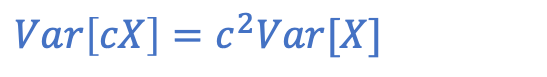 Var[cX] = c²Var[X]